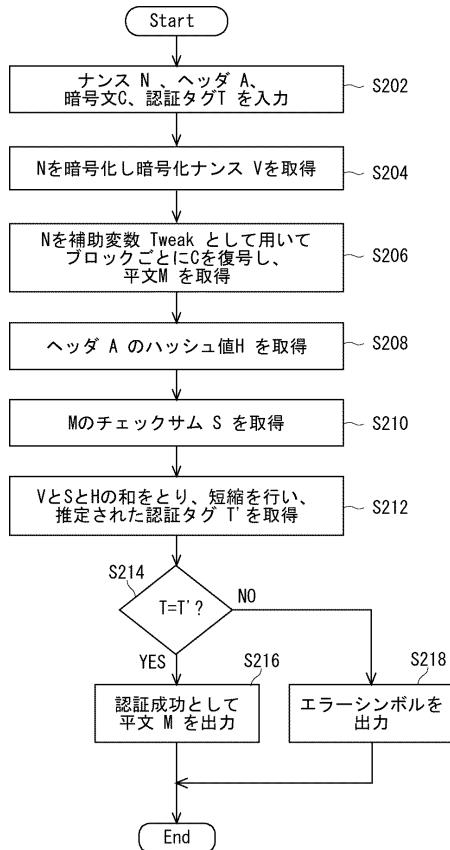 Start
ナンス N 、ヘッダ A、
暗号文C、認証タグT を入力
S202
Nを暗号化し暗号化ナンス Vを取得
S204
Nを補助変数 Tweak として用いて
ブロックごとにCを復号し、
平文M を取得
S206
ヘッダ A のハッシュ値H を取得
S208
Mのチェックサム S を取得
S210
VとSとHの和をとり、短縮を行い、
推定された認証タグ T'を取得
S212
S214
T=T'?
NO
YES
S216
S218
認証成功として
平文 M を出力
エラーシンボルを
出力
End